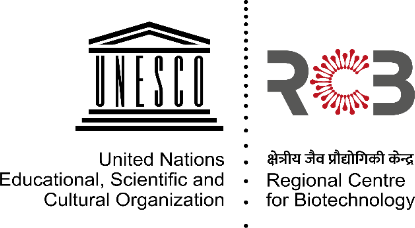 UNESCO
United Nations
Educational, Scientific and
Cultural Organization
RCB
क्षेत्रीय जैव प्रौद्योगिकी केन्द्र
Regional Centre
for Biotechnology